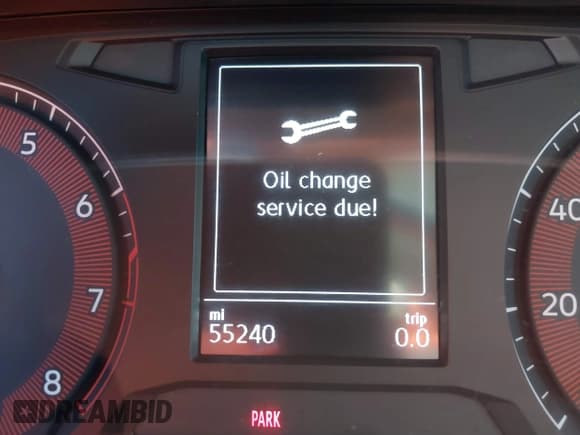 5
6
7
8
Oil change
service due!
mi
55240
trip
0.0
PARK
40
20
DREAMBID